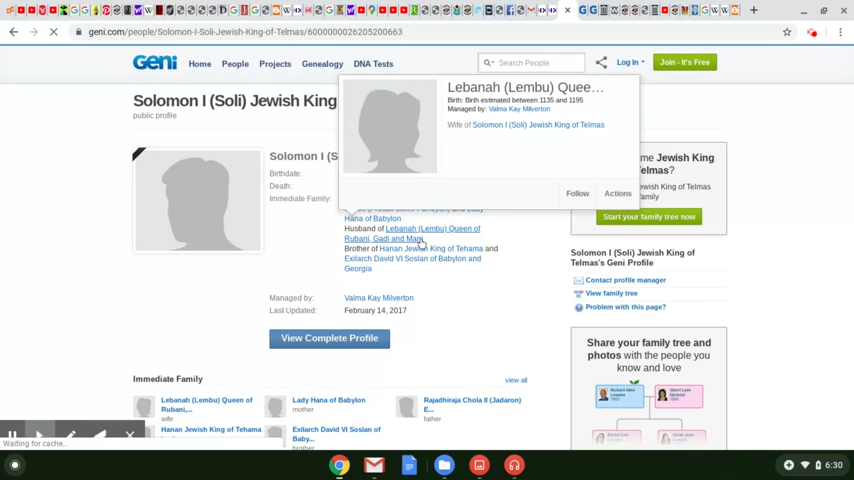 geni.com/people/Solomon-I-Soli-Jewish-King-of-Telmas/6000000026205200663
Geni
Home
People
Projects
Genealogy
DNA Tests
Search People
Log In
Join - It's Free
Solomon I (Soli) Jewish King
public profile
Lebanah (Lembu) Quee…
Birth: Birth estimated between 1135 and 1195
Managed by: Valma Kay Milverton
Wife of Solomon I (Soli) Jewish King of Telmas
Follow
Actions
Solomon I (S
Birthdate:
Death:
Immediate Family:
Hana of Babylon
Husband of Lebanah (Lembu) Queen of
Rubani, Gadi and Mani
Brother of Hanan Jewish King of Tehama and
Exilarch David VI Soslan of Babylon and
Georgia
Managed by:
Valma Kay Milverton
Last Updated:
February 14, 2017
View Complete Profile
me Jewish King
elmas?
ewish King of Telmas
family
Start your family tree now
Solomon I (Soli) Jewish King of
Telmas's Geni Profile
Contact profile manager
View family tree
Problem with this page?
Share your family tree and
photos with the people you
know and love
Immediate Family
view all
Lebanah (Lembu) Queen of
Rubani,...
wife
Lady Hana of Babylon
mother
Rajadhiraja Chola II (Jadaron)
E...
father
Hanan Jewish King of Tehama
Exilarch David VI Soslan of
Baby...
brother
Waiting for cache...
6:30